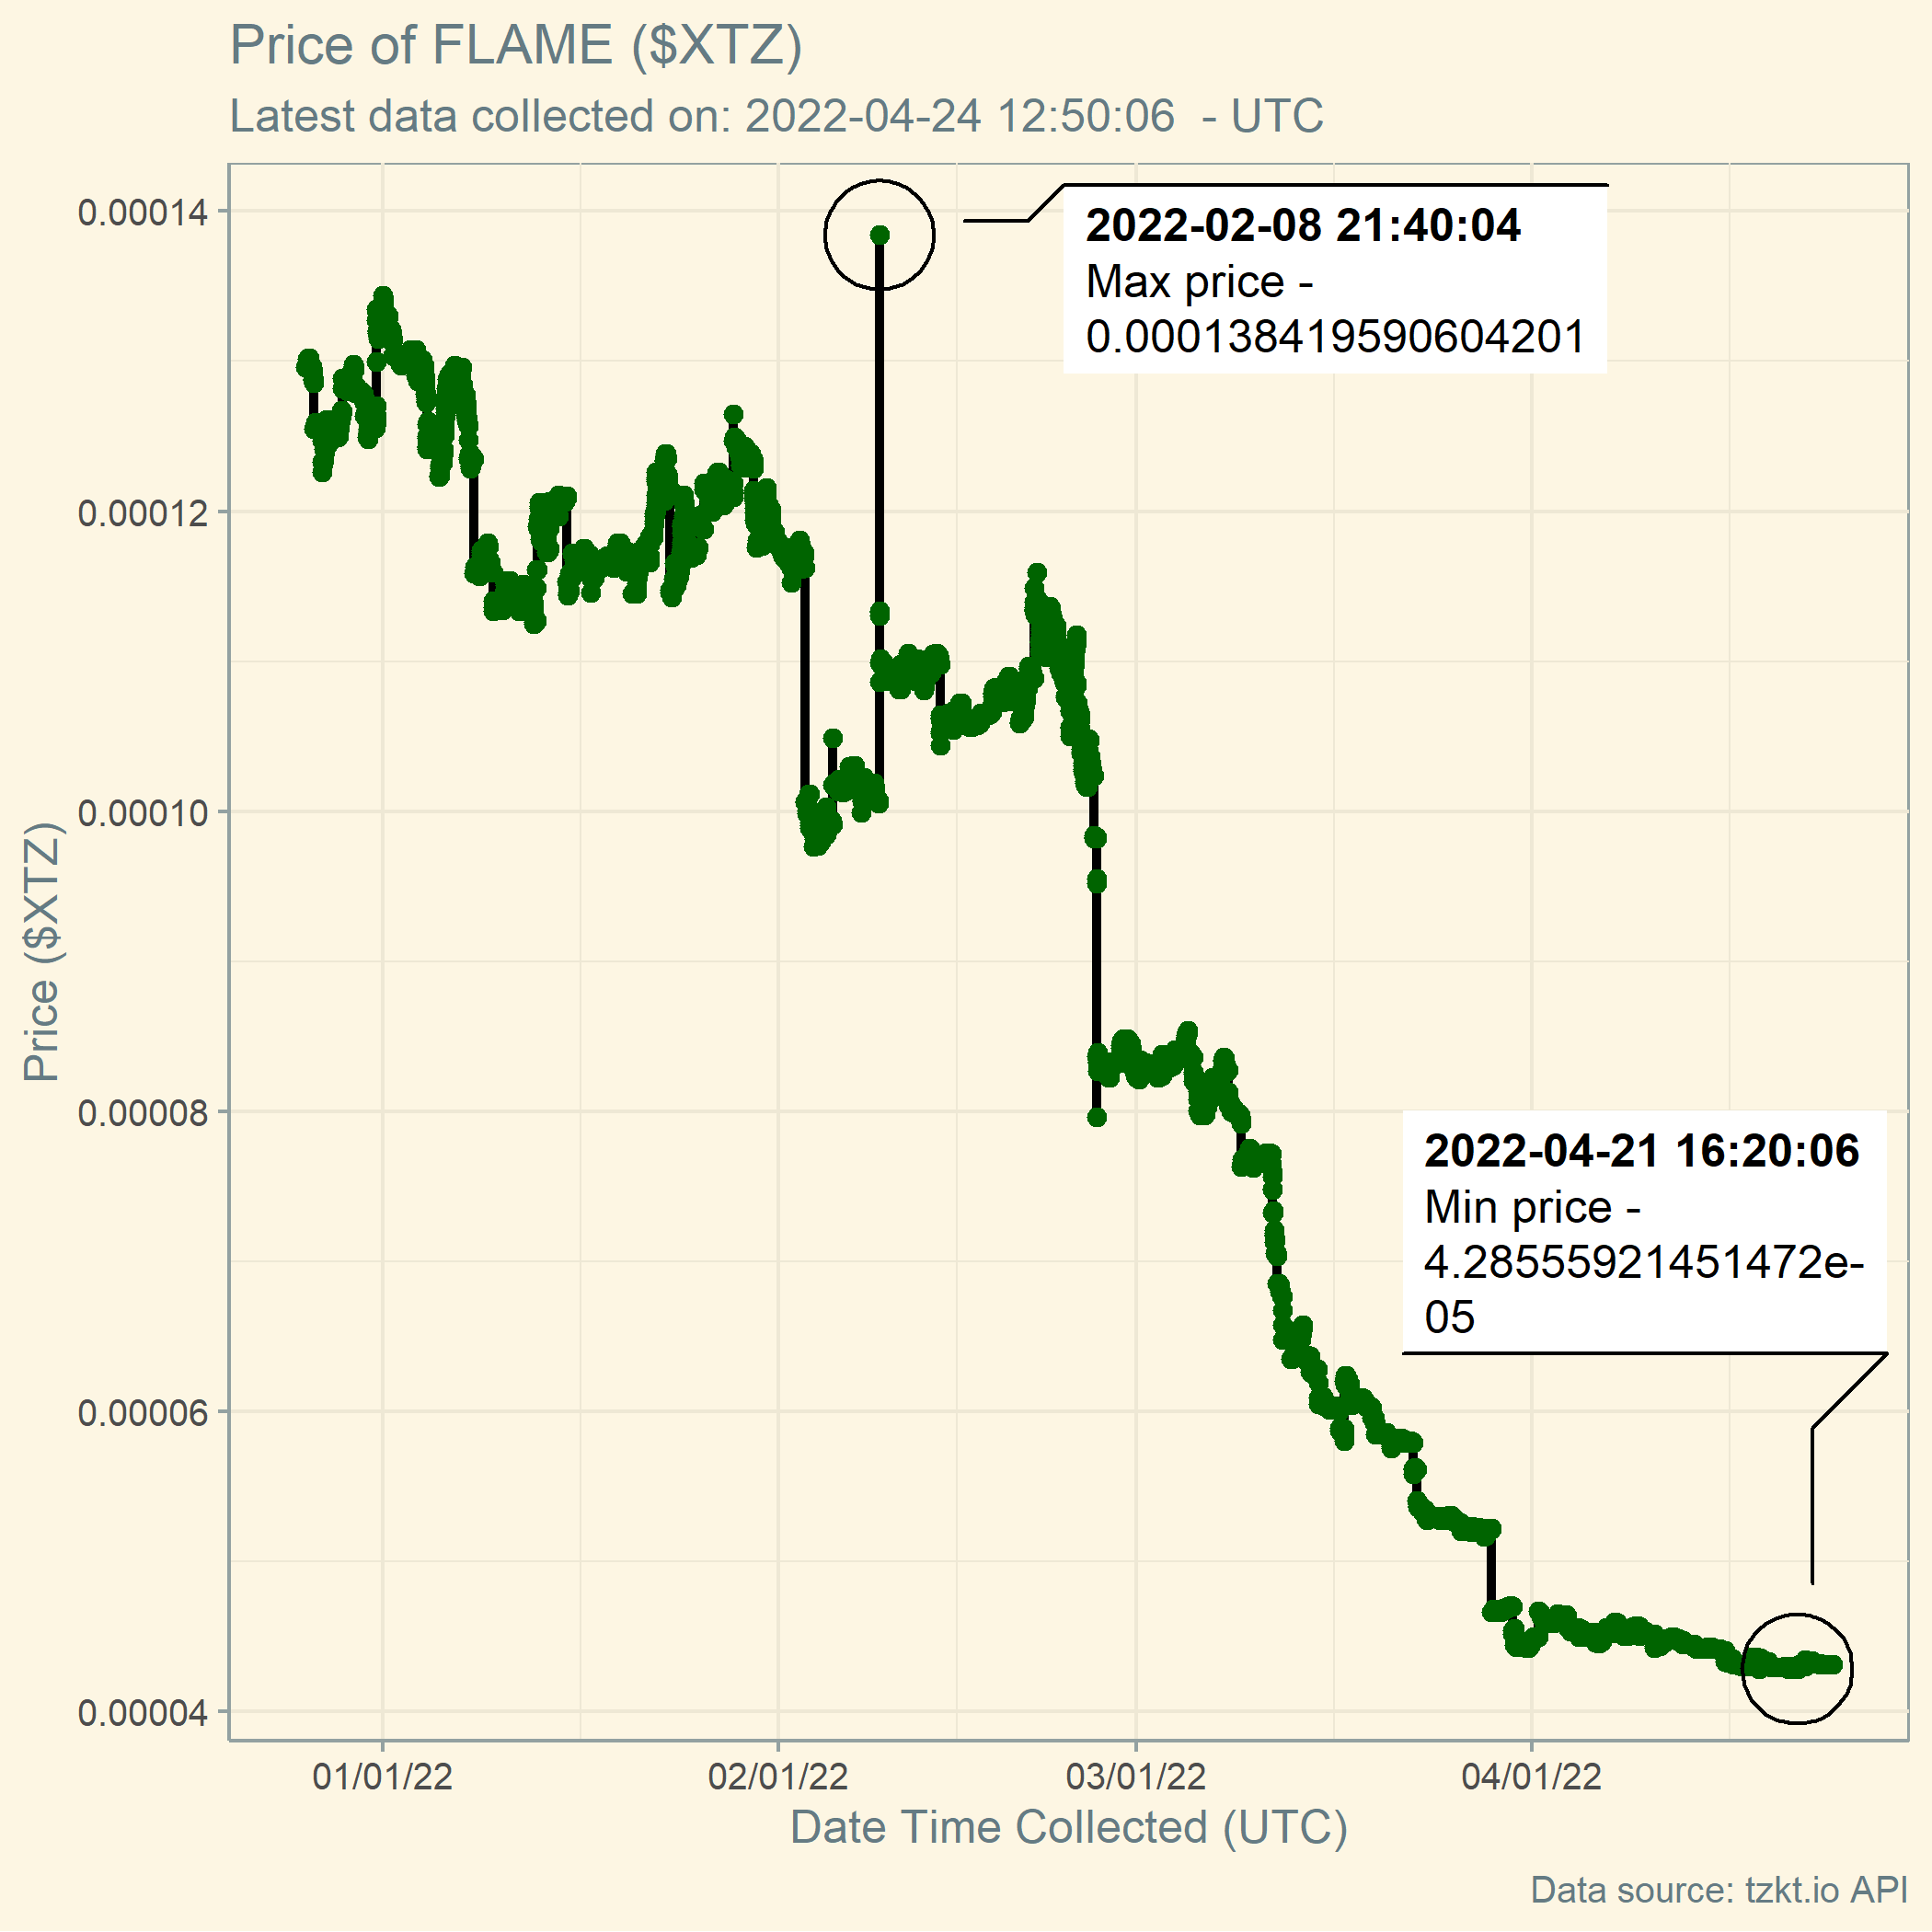 Price of FLAME ($XTZ)
Latest data collected on: 2022-04-24 12:50:06  - UTC
2022-02-08 21:40:04
Max price -
0.000138419590604201
2022-04-21 16:20:06
Min price -
4.28555921451472e-
05
Price ($XTZ)
0.00014
0.00012
0.00010
0.00008
0.00006
0.00004
01/01/22
02/01/22
03/01/22
04/01/22
Date Time Collected (UTC)
Data source: tzkt.io API